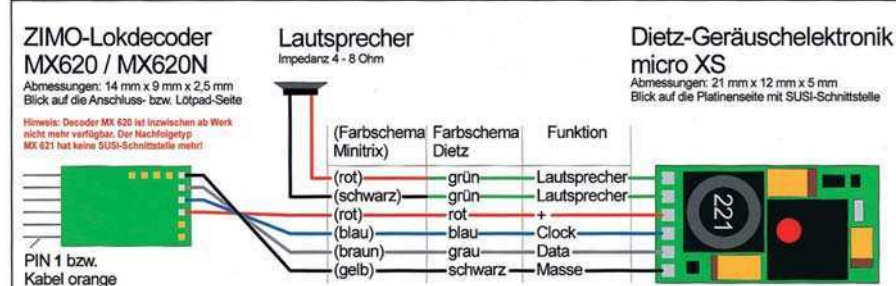 ZIMO-Lokdecoder
MX620 / MX620N
Abmessungen: 14 mm x 9 mm x 2,5 mm
Blick auf die Anschluss- bzw. Lötpad-Seite
Hinweis: Decoder MX 620 ist inzwischen ab Werk
nicht mehr verfügbar. Der Nachfolgetyp
MX 621 hat keine SUSI-Schnittstelle mehr!
PIN 1 bzw.
Kabel orange
Lautsprecher
Impedanz 4 - 8 Ohm
Dietz-Geräuschelektronik
micro XS
Abmessungen: 21 mm x 12 mm x 5 mm
Blick auf die Platinenseite mit SUSI-Schnittstelle
(Farbschema Minitrix) Farbschema Dietz Funktion
(rot) grün Lautsprecher
(schwarz) grün Lautsprecher
(rot) rot +
(blau) blau Clock
(braun) grau Data
(gelb) schwarz Masse
221